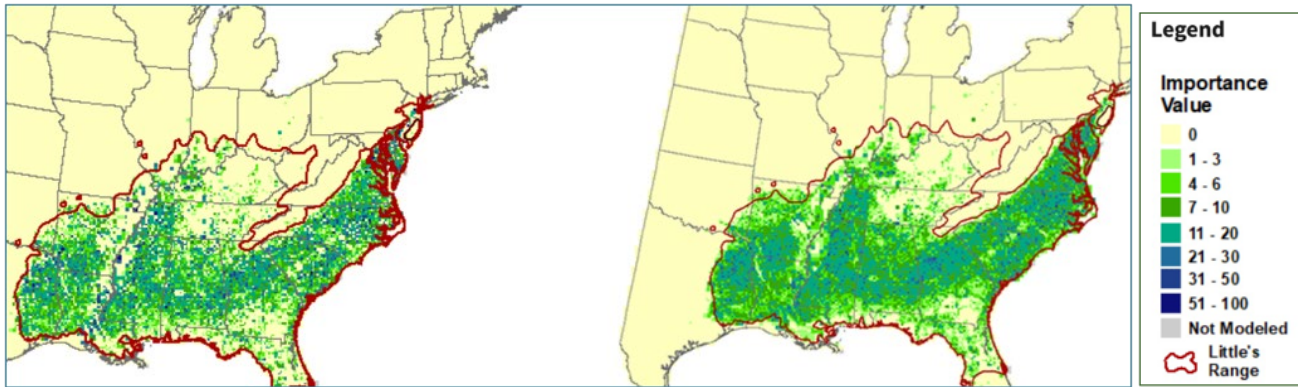 Legend
Importance
Value
0
1 - 3
4 - 6
7 - 10
11 - 20
21 - 30
31 - 50
51 - 100
Not Modeled
Little's
Range